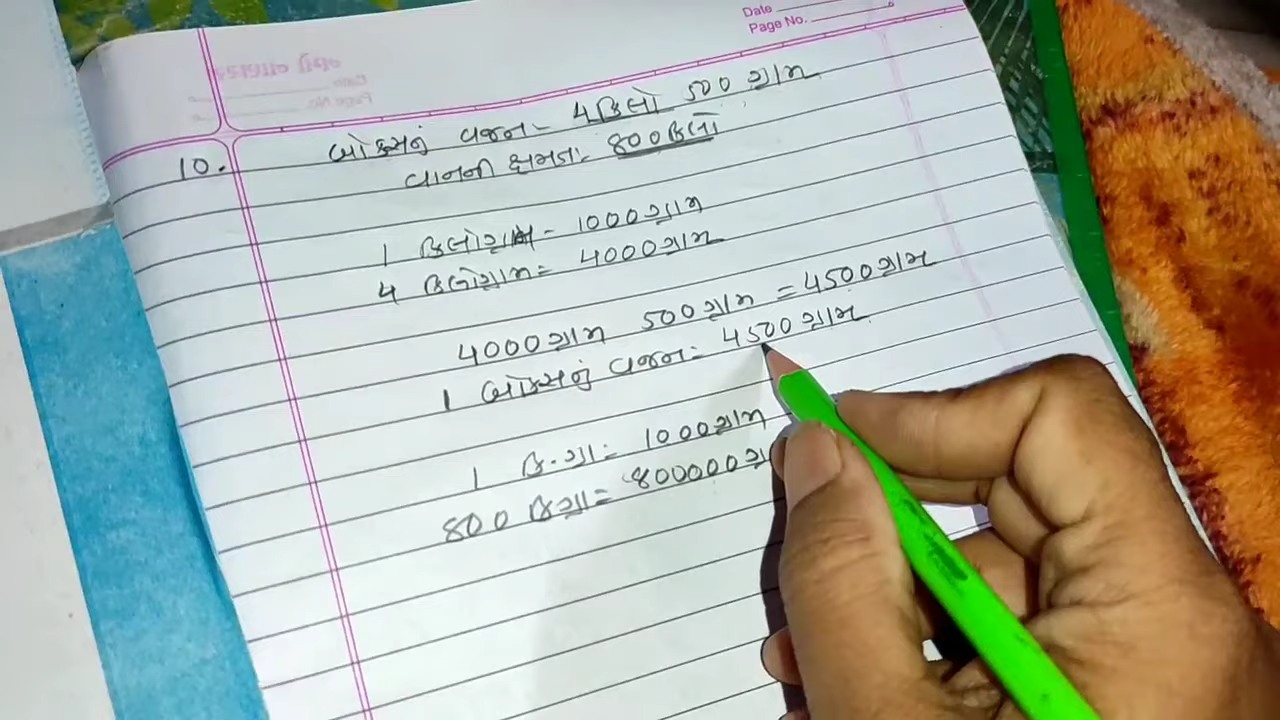 Date
Page No.
10. બોક્સનું વજન = 4 કિલો 500 ગ્રામ
વાનની ક્ષમતા = 800 કિલો
1 કિલોગ્રામ = 1000 ગ્રામ
4 કિલોગ્રામ = 4000 ગ્રામ
4000 ગ્રામ 500 ગ્રામ = 4500 ગ્રામ
1 બોક્સનું વજન = 4500 ગ્રામ
1 કિ.ગ્રા = 1000 ગ્રામ
800 કિગ્રા = 800000